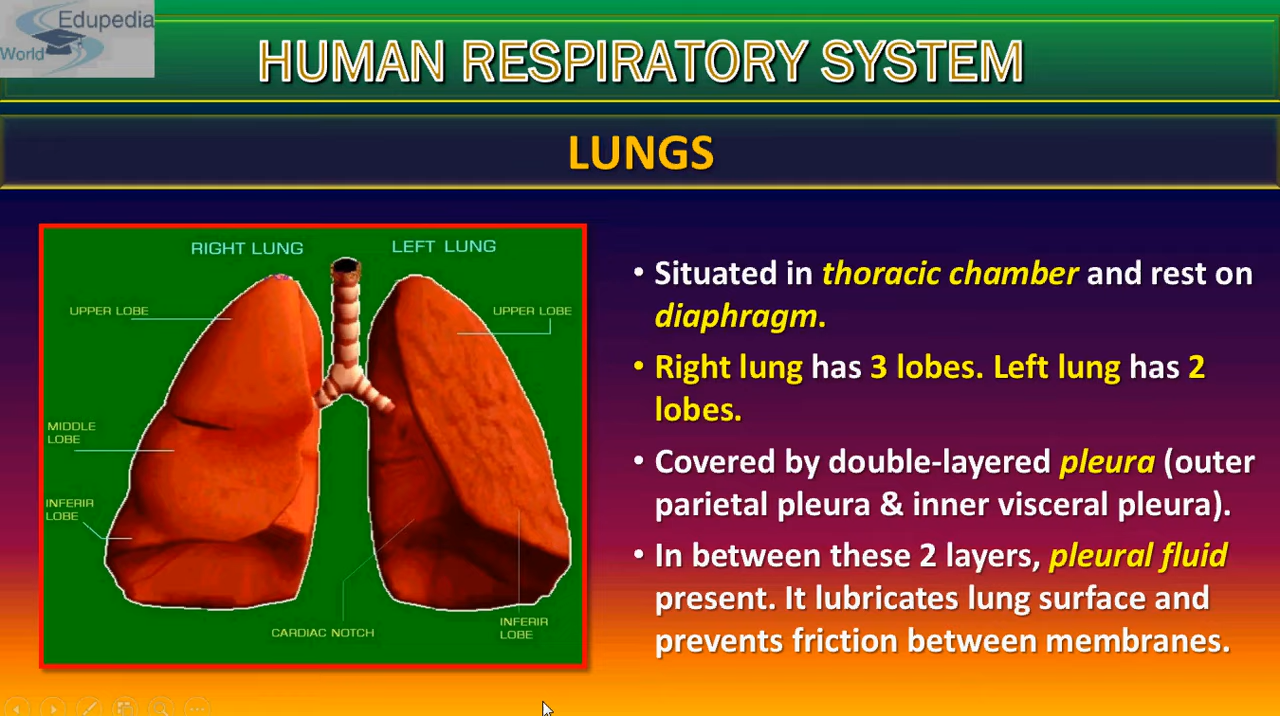 Edupedia
World
HUMAN RESPIRATORY SYSTEM
LUNGS
RIGHT LUNG
LEFT LUNG
UPPER LOBE
UPPER LOBE
MIDDLE
LOBE
INFERIR
LOBE
CARDIAC NOTCH
INFERIR
LOBE
• Situated in thoracic chamber and rest on
diaphragm.
• Right lung has 3 lobes. Left lung has 2
lobes.
• Covered by double-layered pleura (outer
parietal pleura & inner visceral pleura).
• In between these 2 layers, pleural fluid
present. It lubricates lung surface and
prevents friction between membranes.